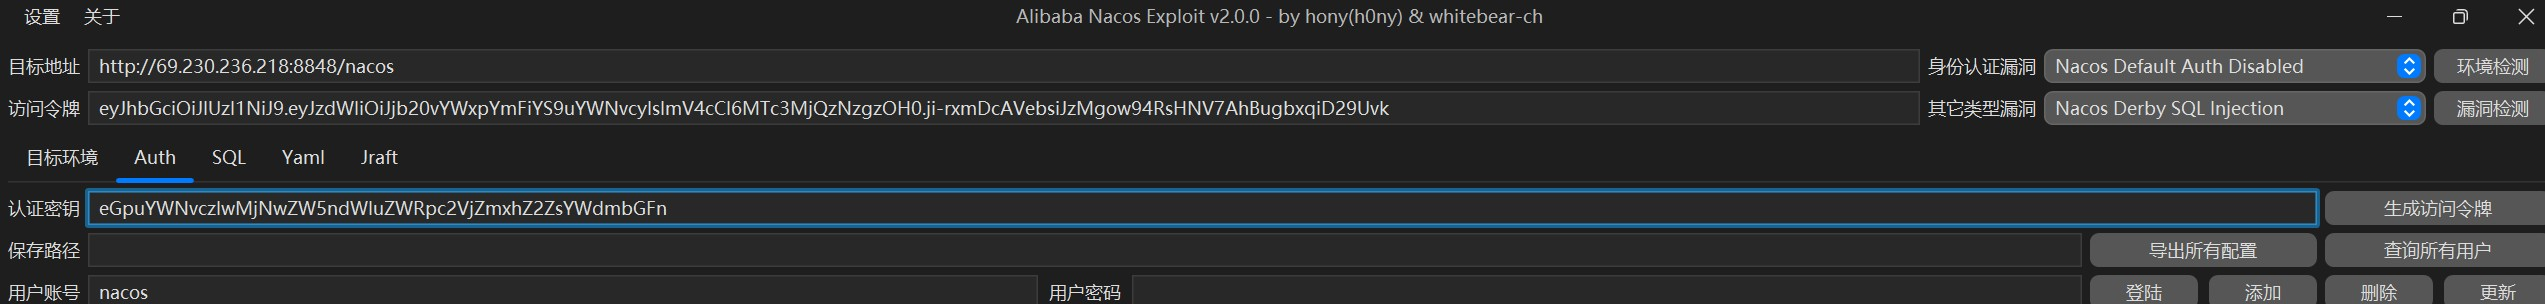 设置 关于 Alibaba Nacos Exploit v2.0.0 - by hony(h0ny) & whitebear-ch
目标地址 http://69.230.236.218:8848/nacos 身份认证漏洞 Nacos Default Auth Disabled 环境检测
访问令牌 eyJhbGciOiJIUzI1NiJ9.eyJzdWIiOiJjb20vYWxpYmFiYS9uYWNvcyIsImV4cCI6MTc3MjQzNzgzOH0.ji-rxmDcAVebsiJzMgow94RsHNV7AhBugbxqiD29Uvk 其它类型漏洞 Nacos Derby SQL Injection 漏洞检测
目标环境 Auth SQL Yaml Jraft
认证密钥 eGpuYWNvczIwMjNwZW5ndWluZWRpc2VjZmxhZ2ZsYWdmbGFn 生成访问令牌
保存路径 导出所有配置 查询所有用户
用户账号 nacos 用户密码 登陆 添加 删除 更新